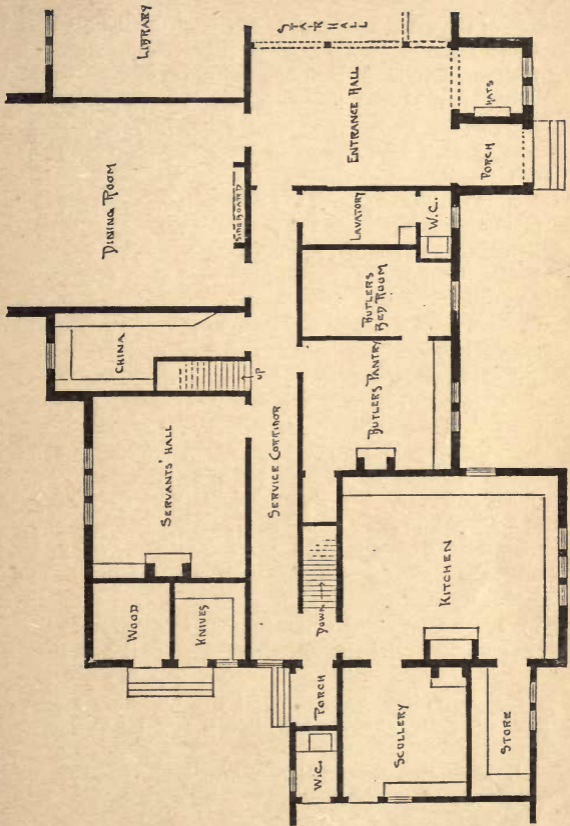 LIBRARY
STAIR HALL
DINING ROOM
SIDEBOARD
ENTRANCE HALL
HATS
PORCH
LAVATORY
W.C.
BUTLERS
BED ROOM
CHINA
UP
BUTLERS PANTRY
SERVANTS' HALL
SERVICE CORRIDOR
WOOD
KNIVES
DOWN
KITCHEN
PORCH
W.C.
SCULLERY
STORE